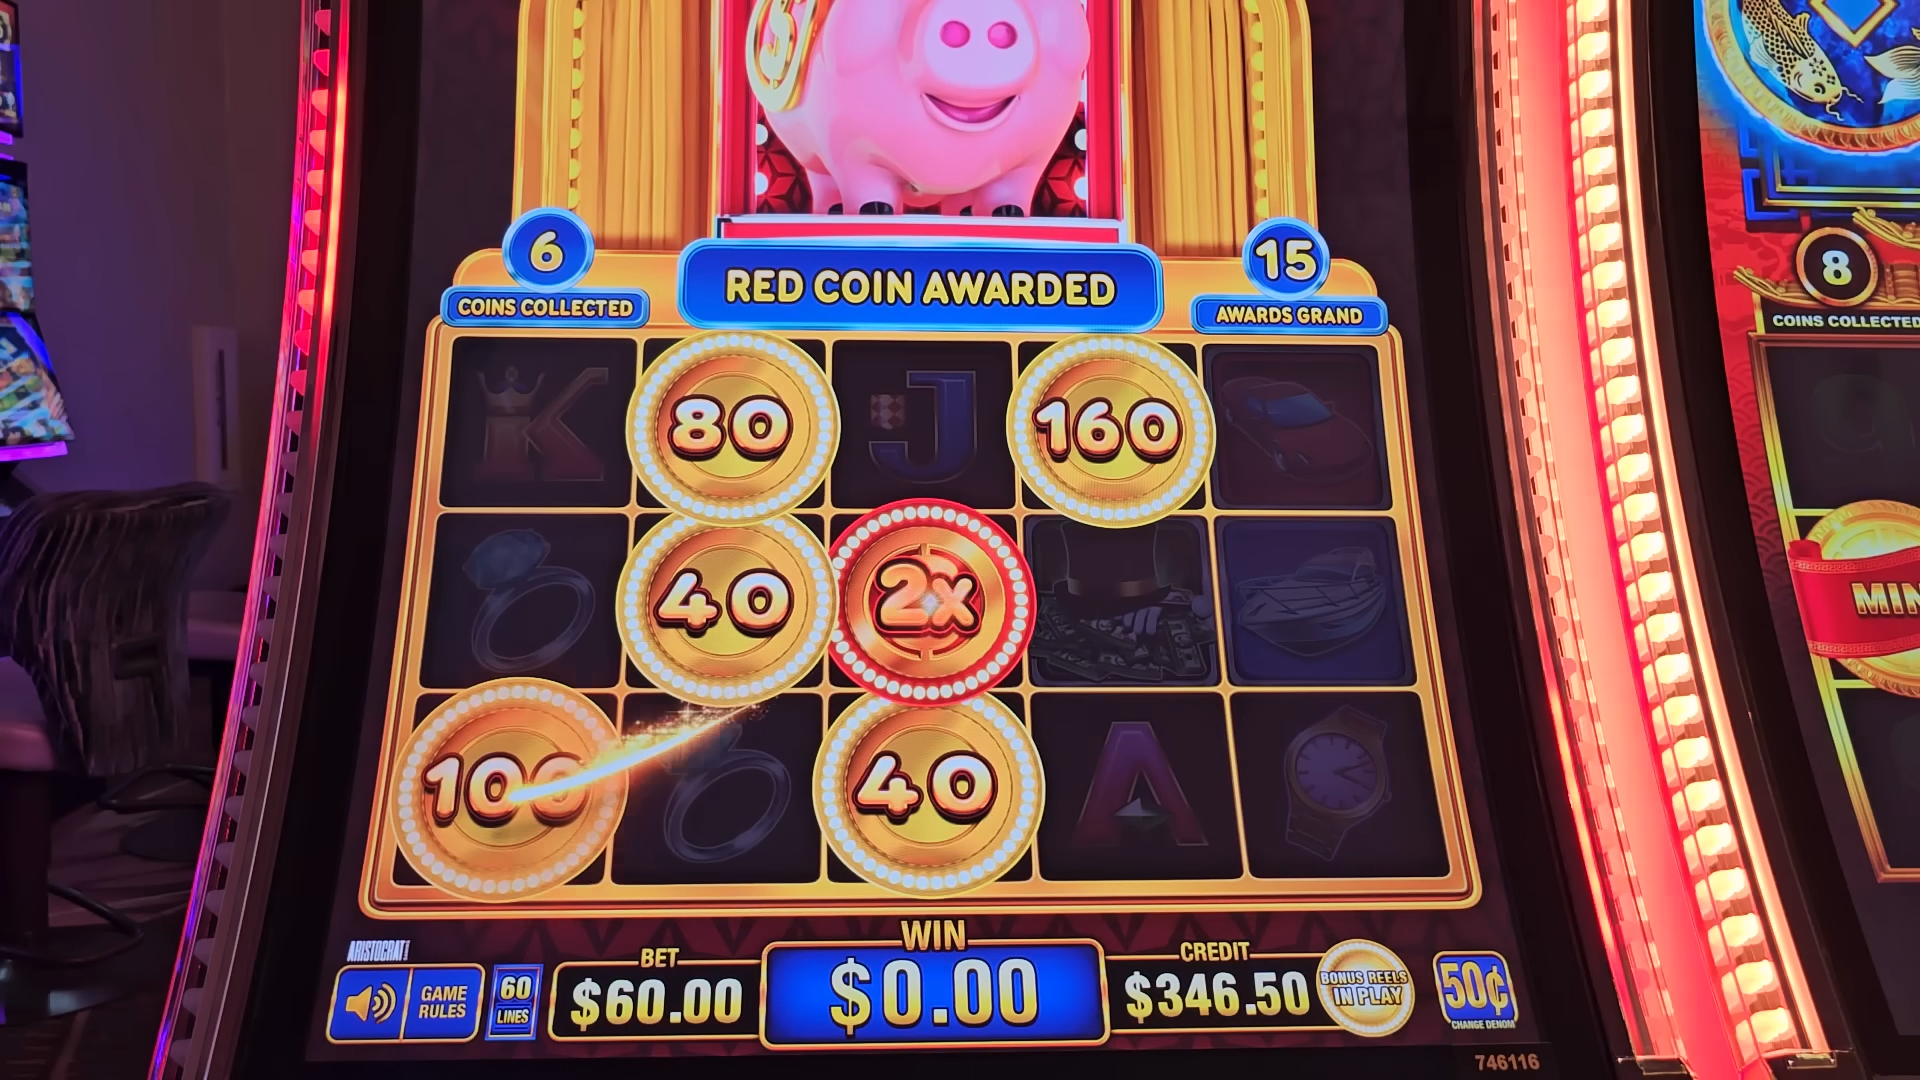 6
COINS COLLECTED
RED COIN AWARDED
15
AWARDS GRAND
8
COINS COLLECTED
K
80
J
160
40
2x
MIN
100
40
A
ARISTOCRAT
GAME
RULES
60
LINES
BET
$60.00
WIN
$0.00
CREDIT
$346.50
BONUS REELS
IN PLAY
50¢
CHANGE DENOM
746116